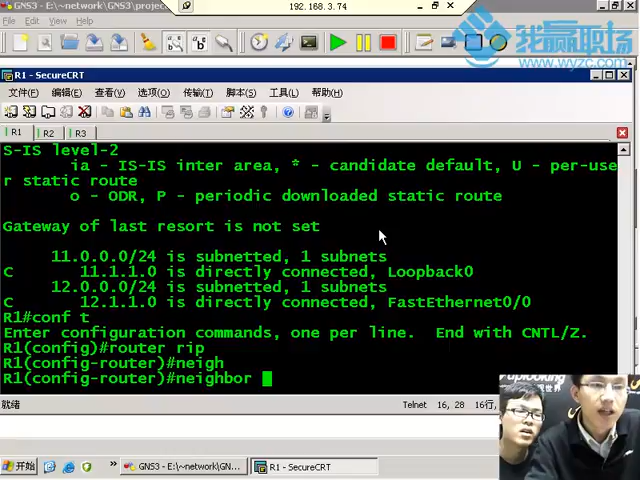 GNS3 - E:\~network\GNS3\project
192.168.3.74
Edit View
我赢职场
www.wyzc.com
R1 - SecureCRT
文件(F) 编辑(E) 查看(V) 选项(O) 传输(T) 脚本(S) 工具(L) 帮助(H)
R1 R2 R3
S-IS level-2
ia - IS-IS inter area, * - candidate default, U - per-use
r static route
o - ODR, P - periodic downloaded static route
Gateway of last resort is not set
11.0.0.0/24 is subnetted, 1 subnets
C 11.1.1.0 is directly connected, Loopback0
12.0.0.0/24 is subnetted, 1 subnets
C 12.1.1.0 is directly connected, FastEthernet0/0
R1#conf t
Enter configuration commands, one per line. End with CNTL/Z.
R1(config)#router rip
R1(config-router)#neigh
R1(config-router)#neighbor
就绪 Telnet 16, 28 16行,
uplooking
开始 GNS3 - E:\~network\GN... R1 - SecureCRT